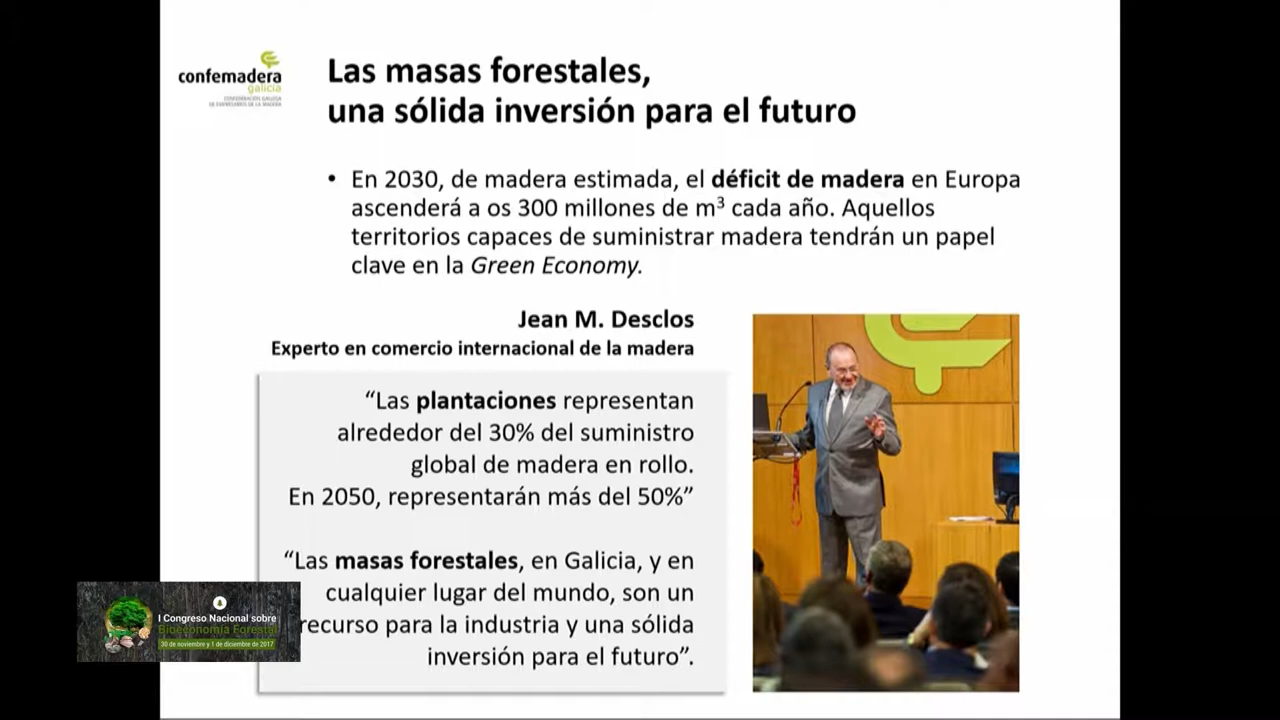 confemadera
galicia
CONFEDERACIÓN GALLEGA
DE EMPRESARIOS DE LA MADERA
Las masas forestales,
una sólida inversión para el futuro
• En 2030, de madera estimada, el déficit de madera en Europa
ascenderá a os 300 millones de m³ cada año. Aquellos
territorios capaces de suministrar madera tendrán un papel
clave en la Green Economy.
Jean M. Desclos
Experto en comercio internacional de la madera
“Las plantaciones representan
alrededor del 30% del suministro
global de madera en rollo.
En 2050, representarán más del 50%”
“Las masas forestales, en Galicia, y en
cualquier lugar del mundo, son un
recurso para la industria y una sólida
inversión para el futuro”.
I Congreso Nacional sobre
Bioeconomía Forestal
30 de noviembre y 1 de diciembre de 2017